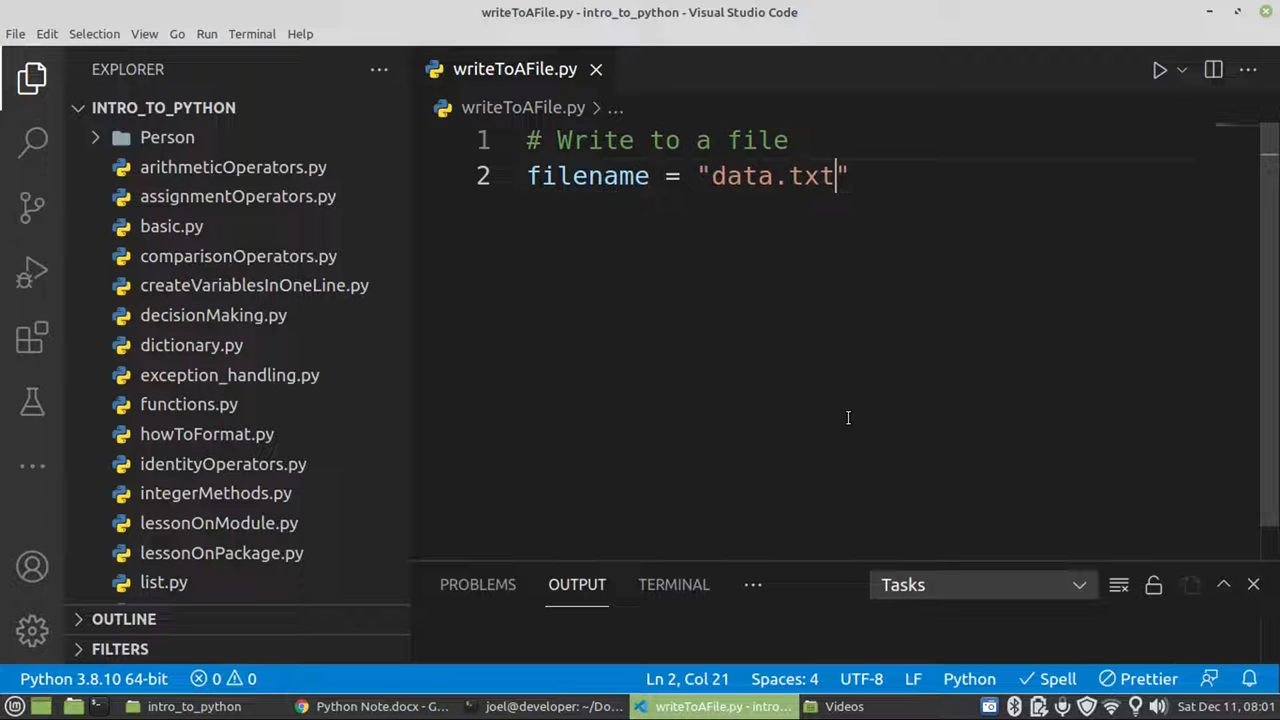 writeToAFile.py - intro_to_python - Visual Studio Code
File Edit Selection View Go Run Terminal Help
EXPLORER
INTRO_TO_PYTHON
Person
arithmeticOperators.py
assignmentOperators.py
basic.py
comparisonOperators.py
createVariablesInOneLine.py
decisionMaking.py
dictionary.py
exception_handling.py
functions.py
howToFormat.py
identityOperators.py
integerMethods.py
lessonOnModule.py
lessonOnPackage.py
list.py
OUTLINE
FILTERS
writeToAFile.py
writeToAFile.py > ...
1 # Write to a file
2 filename = "data.txt"
PROBLEMS OUTPUT TERMINAL ... Tasks
Python 3.8.10 64-bit 0 0 Ln 2, Col 21 Spaces: 4 UTF-8 LF Python Spell Prettier
intro_to_python Python Note.docx - G... joel@developer: ~/Do... writeToAFile.py - intro... Videos Sat Dec 11, 08:01